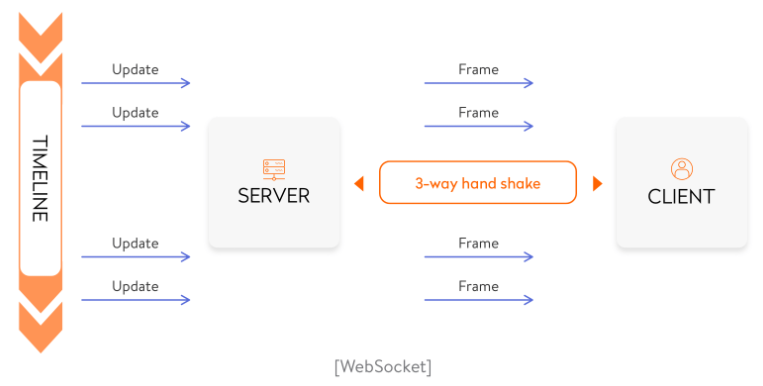 Update
Frame
Update
Frame
TIMELINE
SERVER
3-way hand shake
CLIENT
Update
Frame
Update
Frame
[WebSocket]